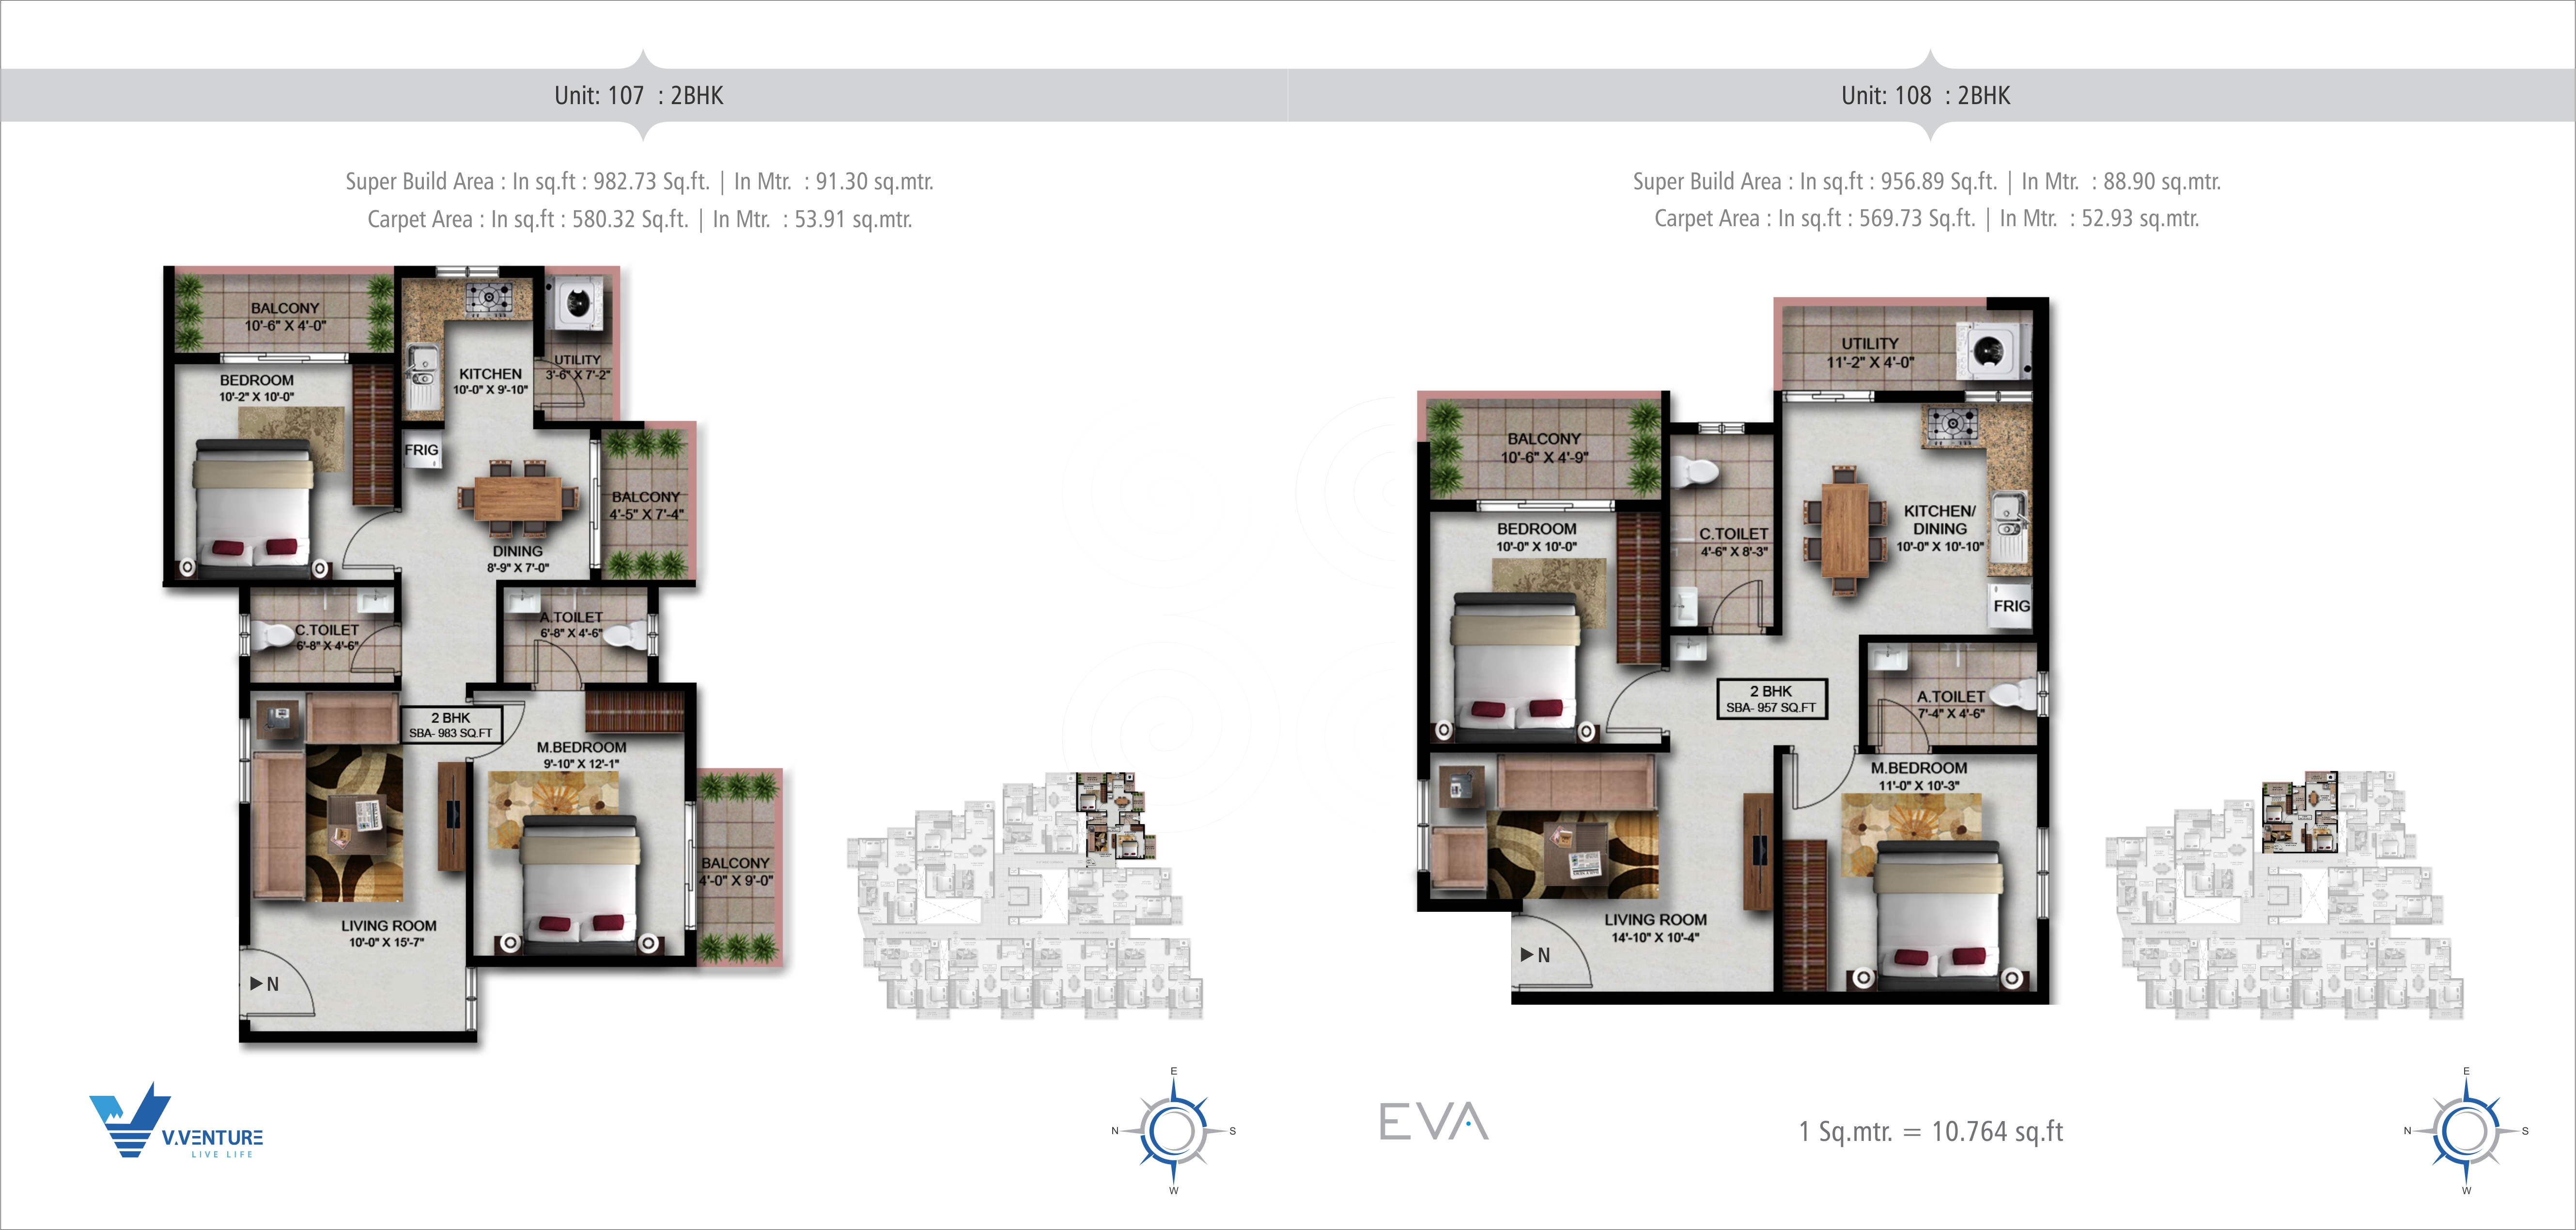 Unit: 107 : 2BHK
Super Build Area : In sq.ft : 982.73 Sq.ft. | In Mtr. : 91.30 sq.mtr.
Carpet Area : In sq.ft : 580.32 Sq.ft. | In Mtr. : 53.91 sq.mtr.
BALCONY
10'-6" X 4'-0"
KITCHEN
10'-0" X 9'-10"
UTILITY
3'-6" X 7'-2"
BEDROOM
10'-2" X 10'-0"
FRIG
BALCONY
4'-5" X 7'-4"
DINING
8'-9" X 7'-0"
C.TOILET
6'-8" X 4'-6"
A.TOILET
6'-8" X 4'-6"
2 BHK
SBA- 983 SQ.FT
M.BEDROOM
9'-10" X 12'-1"
BALCONY
4'-0" X 9'-0"
LIVING ROOM
10'-0" X 15'-7"
N
V.VENTURE
LIVE LIFE
E
N
S
W
Unit: 108 : 2BHK
Super Build Area : In sq.ft : 956.89 Sq.ft. | In Mtr. : 88.90 sq.mtr.
Carpet Area : In sq.ft : 569.73 Sq.ft. | In Mtr. : 52.93 sq.mtr.
UTILITY
11'-2" X 4'-0"
BALCONY
10'-6" X 4'-9"
BEDROOM
10'-0" X 10'-0"
C.TOILET
4'-6" X 8'-3"
KITCHEN/
DINING
10'-0" X 10'-10"
FRIG
2 BHK
SBA- 957 SQ.FT
A.TOILET
7'-4" X 4'-6"
M.BEDROOM
11'-0" X 10'-3"
LIVING ROOM
14'-10" X 10'-4"
N
EVA
1 Sq.mtr. = 10.764 sq.ft
E
N
S
W